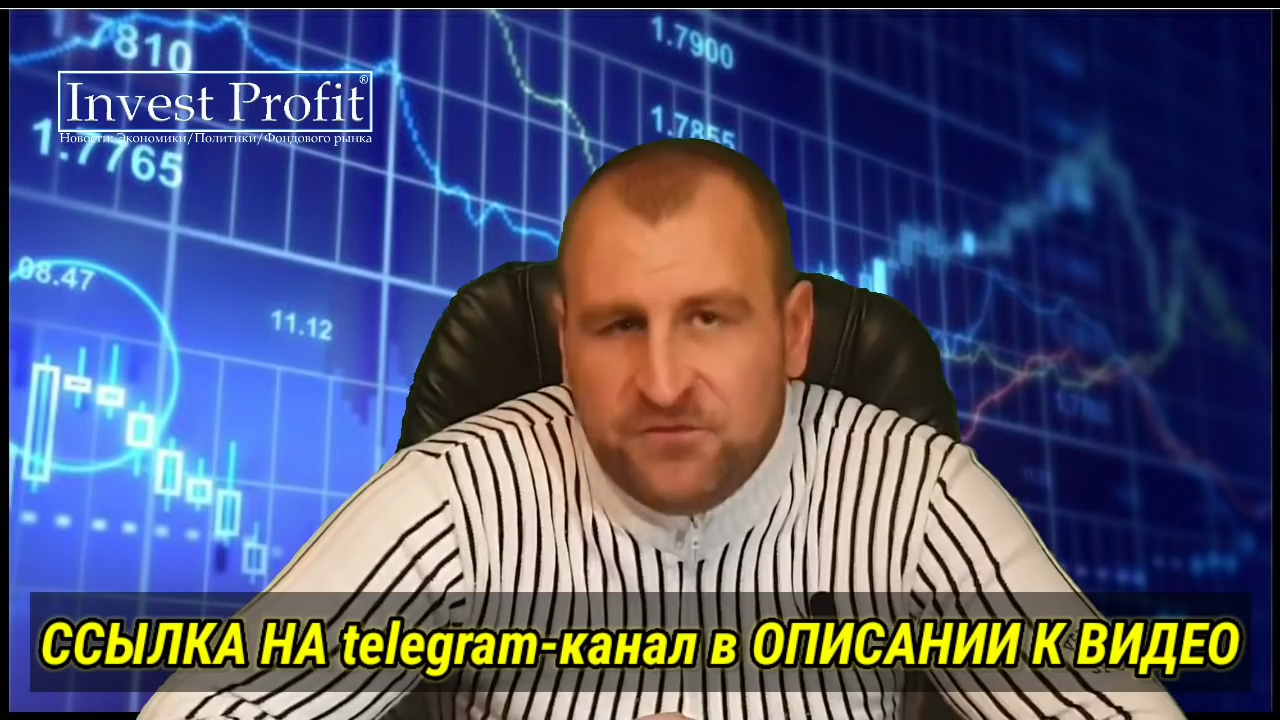 .7810
1.7900
Invest Profit®
Новости: Экономики/Политики/Фондового рынка
1.7855
1.7765
08.47
11.12
ССЫЛКА НА telegram-канал в ОПИСАНИИ К ВИДЕО